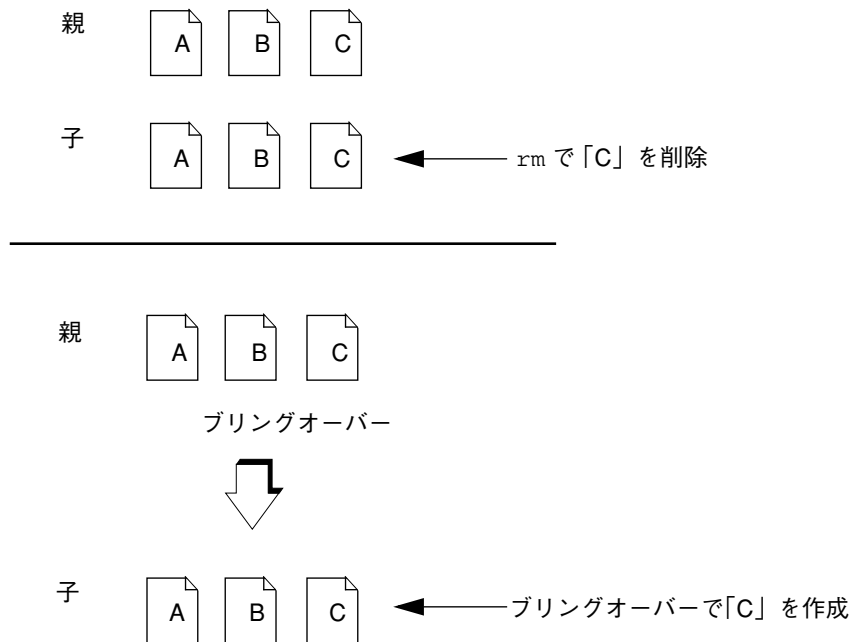 親 A B C
子 A B C rm で「C」を削除
親 A B C
ブリングオーバー
子 A B C ブリングオーバーで「C」を作成